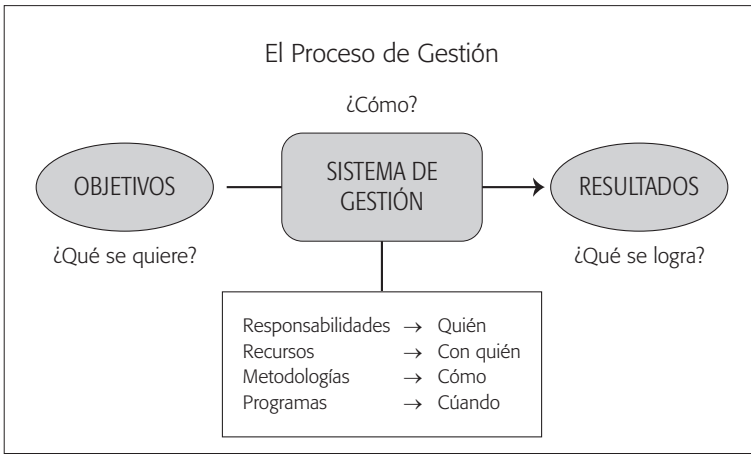 El Proceso de Gestión
¿Cómo?
OBJETIVOS
SISTEMA DE
GESTIÓN
RESULTADOS
¿Qué se quiere?
¿Qué se logra?
Responsabilidades → Quién
Recursos → Con quién
Metodologías → Cómo
Programas → Cúando